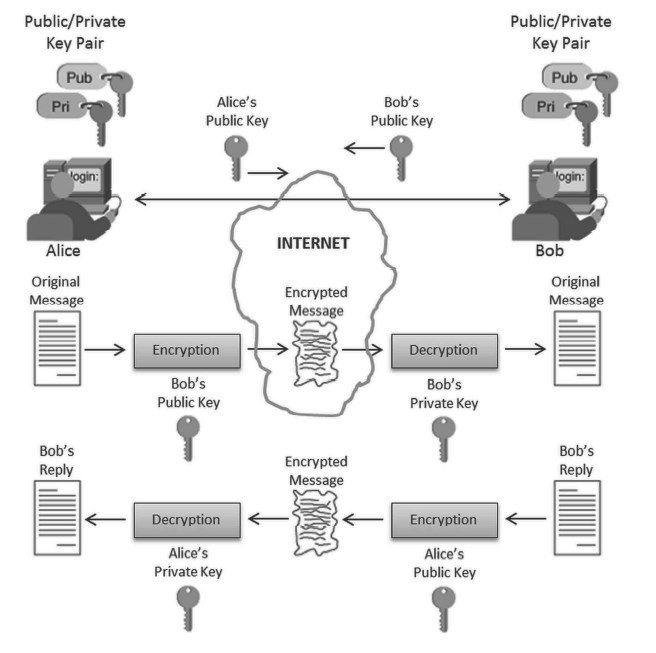 Public/Private
Key Pair
Pub
Pri
Public/Private
Key Pair
Pub
Pri
Alice's
Public Key
Bob's
Public Key
login:
login:
Alice
Bob
INTERNET
Original
Message
Encrypted
Message
Original
Message
Encryption
Decryption
Bob's
Public Key
Bob's
Private Key
Bob's
Reply
Encrypted
Message
Bob's
Reply
Decryption
Encryption
Alice's
Private Key
Alice's
Public Key